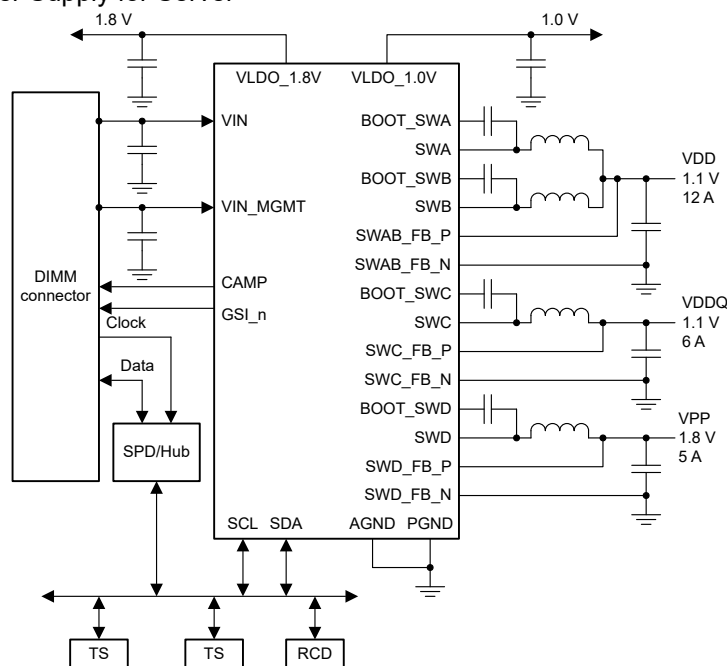 1.8 V
1.0 V
VLDO_1.8V
VLDO_1.0V
VIN
BOOT_SWA
SWA
VDD
1.1 V
12 A
BOOT_SWB
SWB
VIN_MGMT
SWAB_FB_P
SWAB_FB_N
DIMM
connector
CAMP
BOOT_SWC
GSI_n
VDDQ
1.1 V
6 A
Clock
SWC
SWC_FB_P
Data
SWC_FB_N
BOOT_SWD
VPP
1.8 V
5 A
SPD/Hub
SWD
SWD_FB_P
SWD_FB_N
SCL
SDA
AGND
PGND
TS
TS
RCD